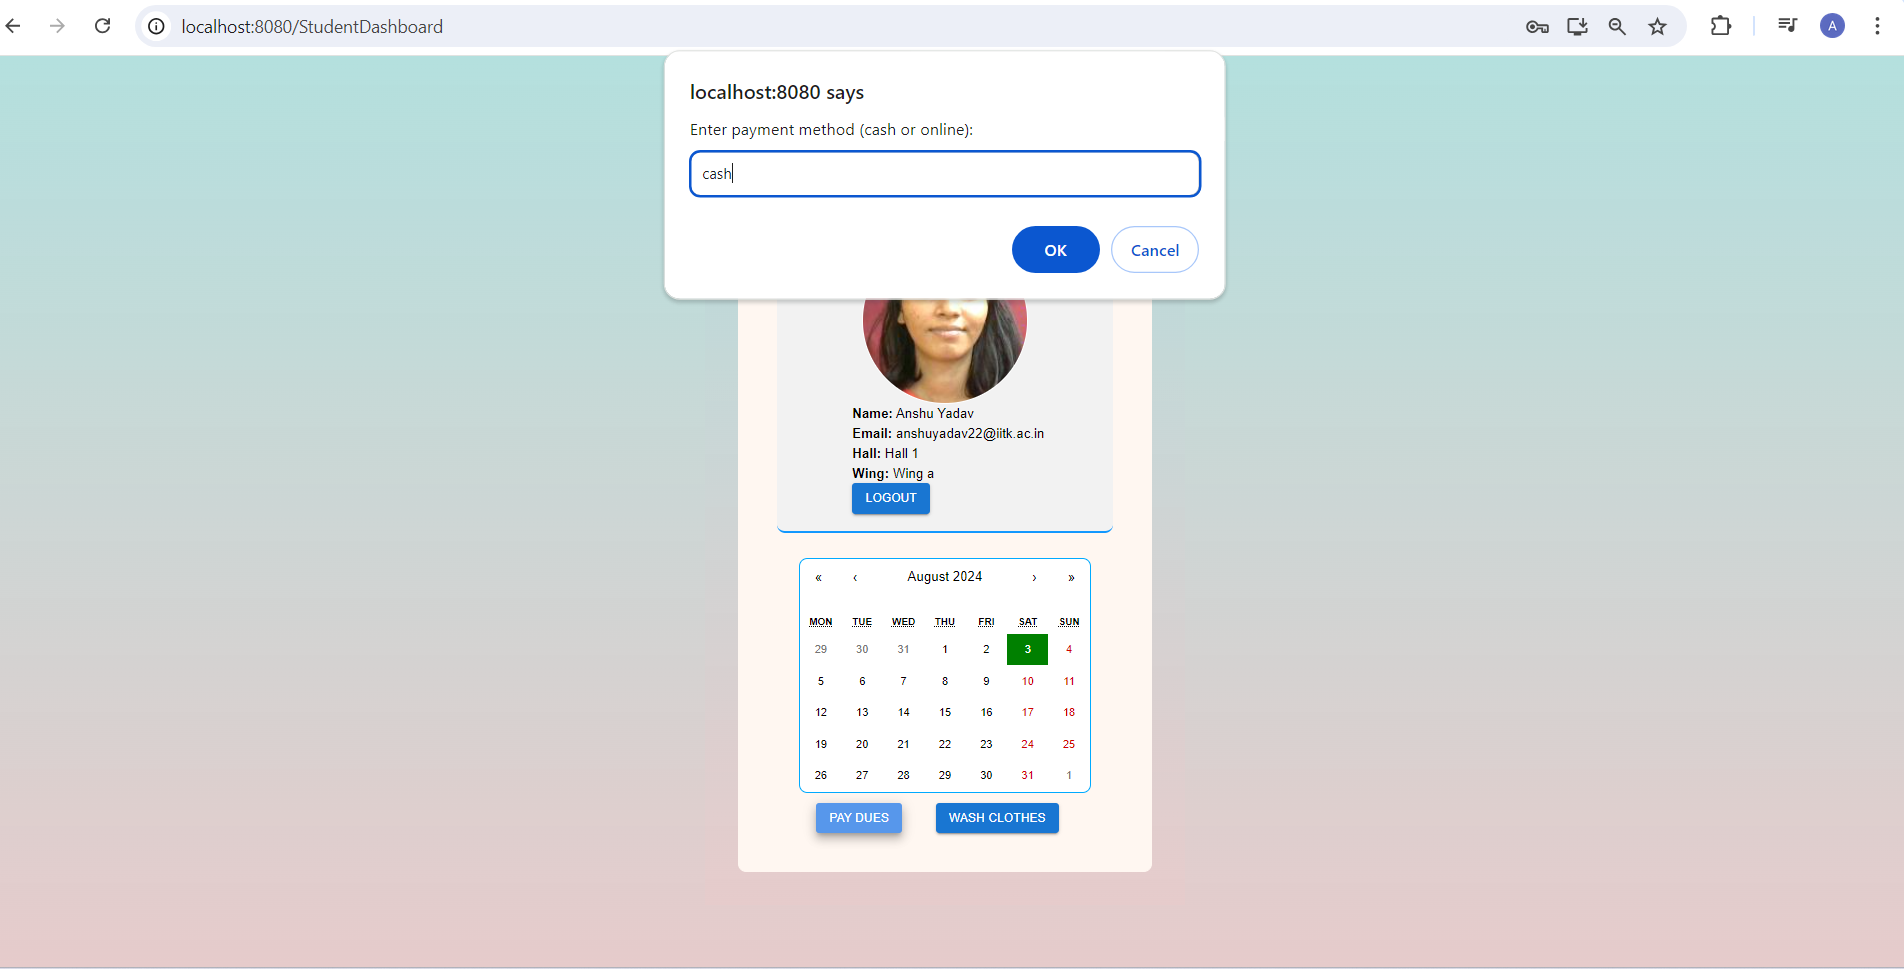 localhost:8080/StudentDashboard
A
localhost:8080 says
Enter payment method (cash or online):
cash
OK Cancel
Name: Anshu Yadav
Email: anshuyadav22@iitk.ac.in
Hall: Hall 1
Wing: Wing a
LOGOUT
« ‹ August 2024 › »
MON TUE WED THU FRI SAT SUN
29 30 31 1 2 3 4
5 6 7 8 9 10 11
12 13 14 15 16 17 18
19 20 21 22 23 24 25
26 27 28 29 30 31 1
PAY DUES WASH CLOTHES